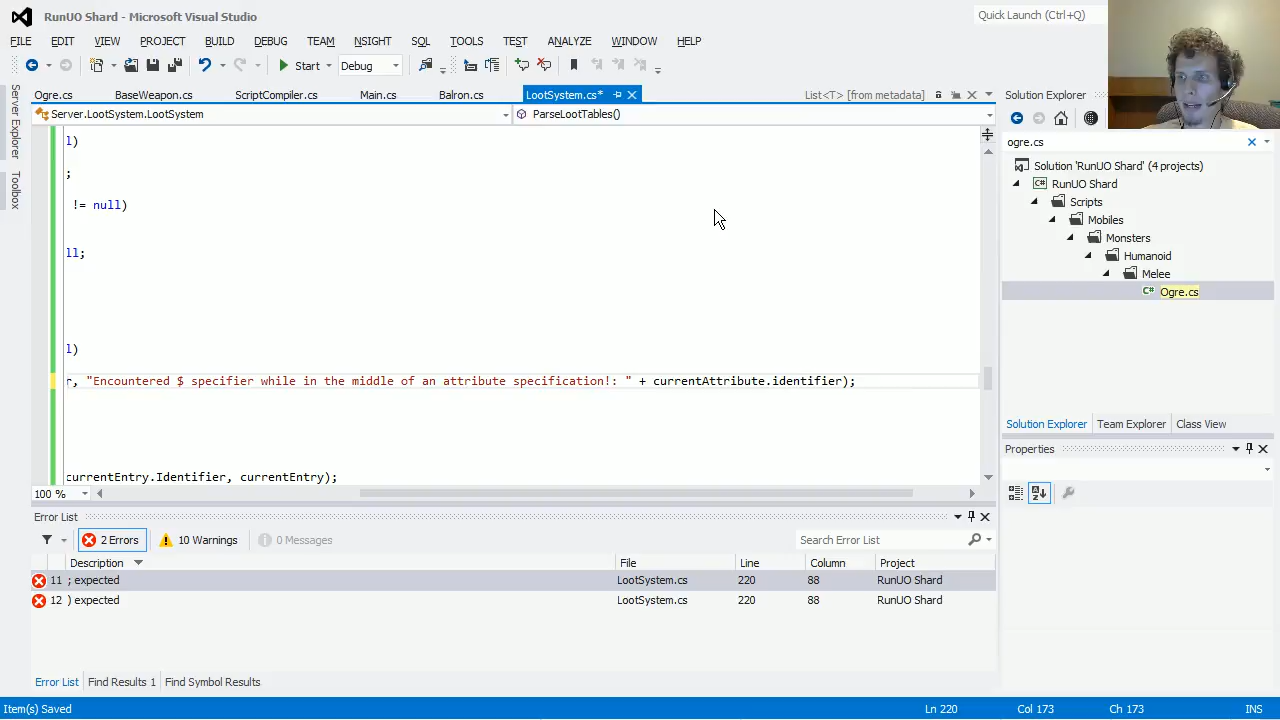 RunUO Shard - Microsoft Visual Studio
Quick Launch (Ctrl+Q)
FILE EDIT VIEW PROJECT BUILD DEBUG TEAM NSIGHT SQL TOOLS TEST ANALYZE WINDOW HELP
Start Debug
Ogre.cs BaseWeapon.cs ScriptCompiler.cs Main.cs Balron.cs LootSystem.cs* List<T> [from metadata]
Server.LootSystem.LootSystem ParseLootTables()
Server Explorer
Toolbox
l)
;
!= null)
ll;
l)
r, "Encountered $ specifier while in the middle of an attribute specification!: " + currentAttribute.identifier);
currentEntry.Identifier, currentEntry);
100 %
Solution Explorer
ogre.cs
Solution 'RunUO Shard' (4 projects)
RunUO Shard
Scripts
Mobiles
Monsters
Humanoid
Melee
Ogre.cs
Solution Explorer Team Explorer Class View
Properties
Error List
2 Errors 10 Warnings 0 Messages Search Error List
Description File Line Column Project
11 ; expected LootSystem.cs 220 88 RunUO Shard
12 ) expected LootSystem.cs 220 88 RunUO Shard
Error List Find Results 1 Find Symbol Results
Item(s) Saved Ln 220 Col 173 Ch 173 INS